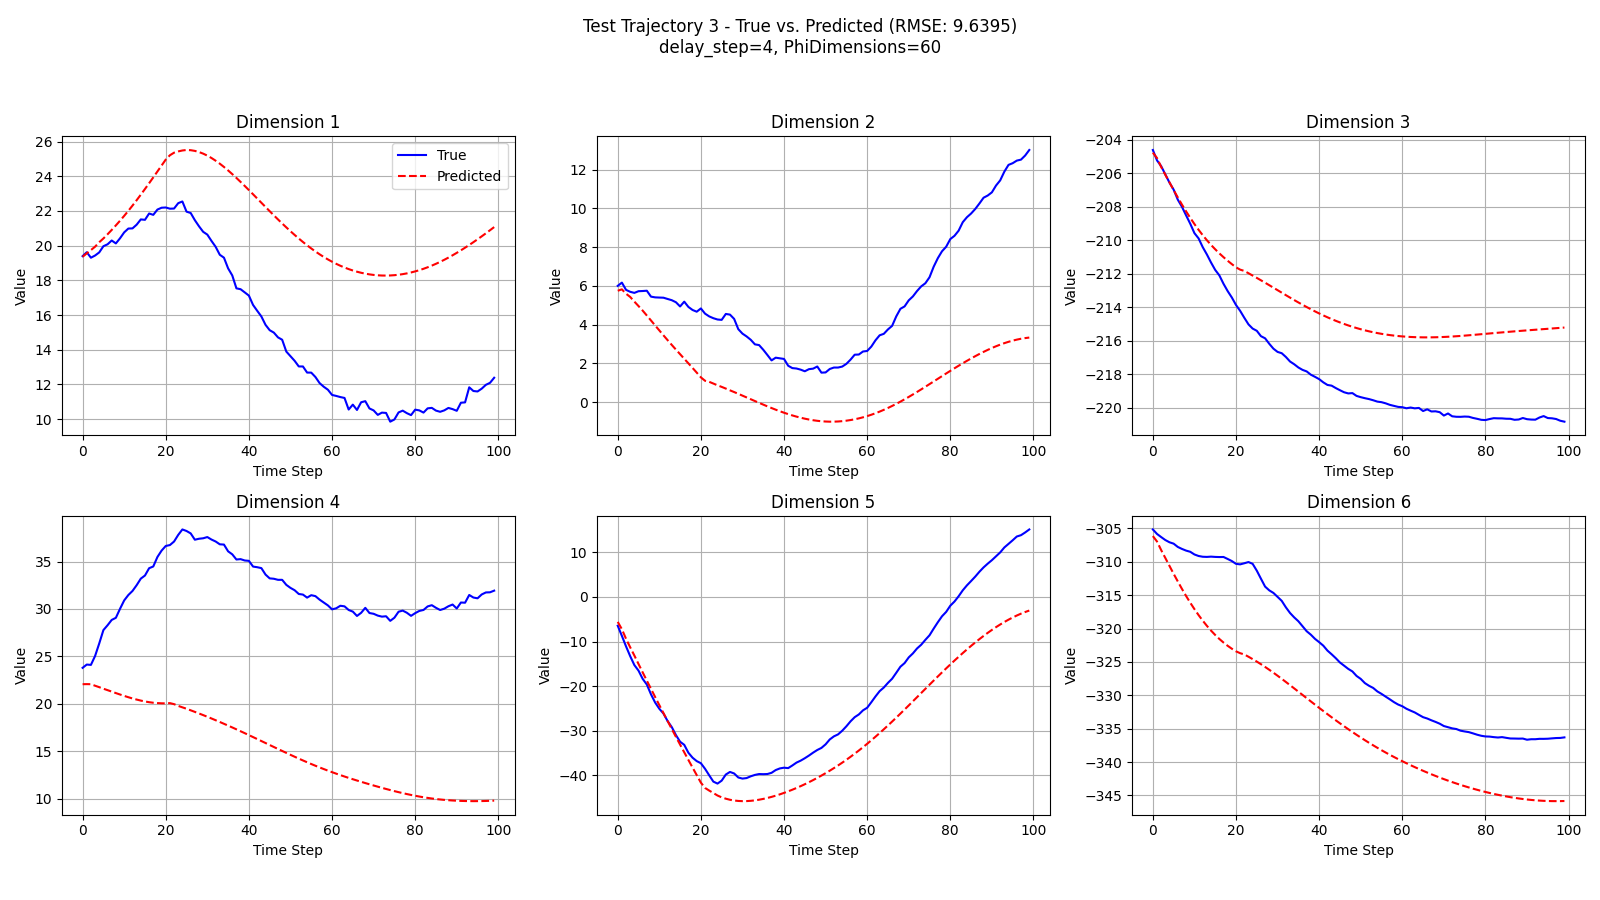 Test Trajectory 3 - True vs. Predicted (RMSE: 9.6395)
delay_step=4, PhiDimensions=60
Dimension 1
26
24
22
20
18
16
14
12
10
Value
0 20 40 60 80 100
Time Step
True
Predicted
Dimension 2
12
10
8
6
4
2
0
Value
0 20 40 60 80 100
Time Step
Dimension 3
−204
−206
−208
−210
−212
−214
−216
−218
−220
Value
0 20 40 60 80 100
Time Step
Dimension 4
35
30
25
20
15
10
Value
0 20 40 60 80 100
Time Step
Dimension 5
10
0
−10
−20
−30
−40
Value
0 20 40 60 80 100
Time Step
Dimension 6
−305
−310
−315
−320
−325
−330
−335
−340
−345
Value
0 20 40 60 80 100
Time Step